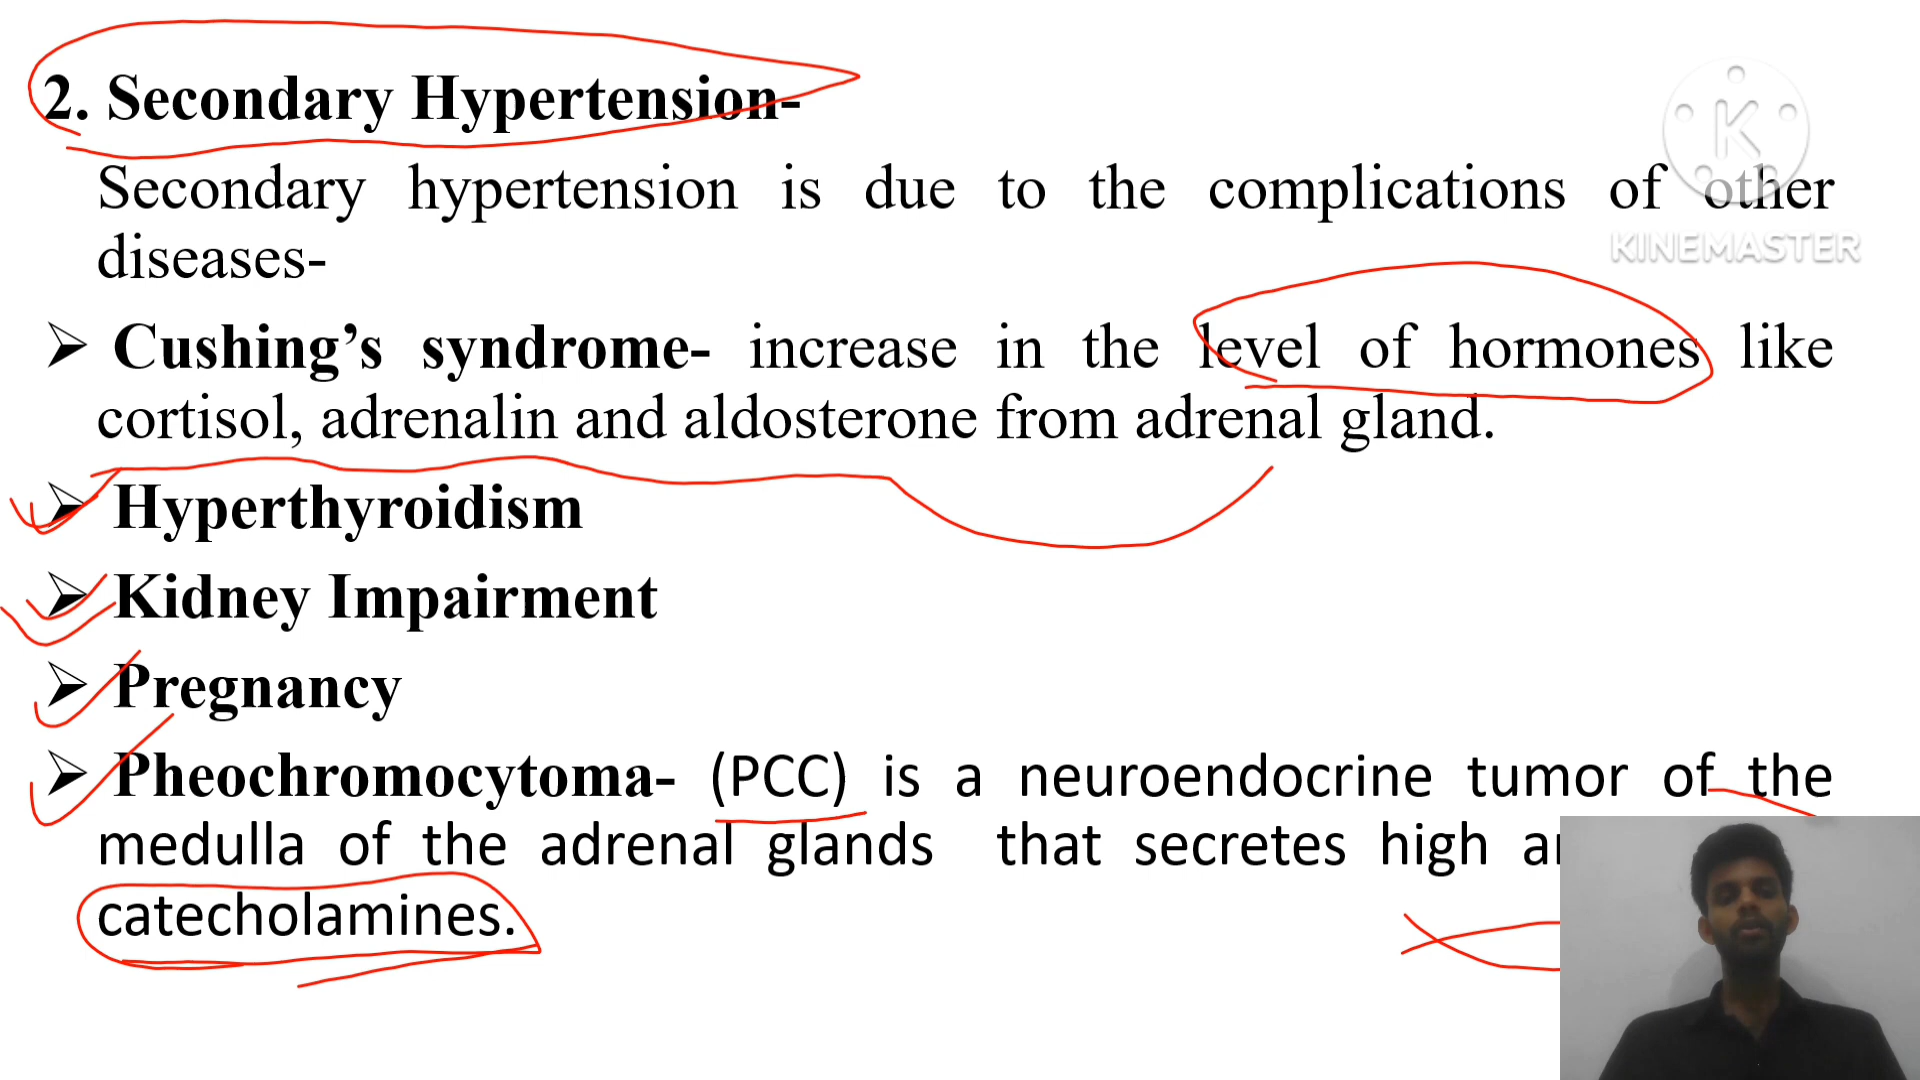 2. Secondary Hypertension-
Secondary hypertension is due to the complications of other
diseases-
K
KINEMASTER
➤ Cushing’s syndrome- increase in the level of hormones like
cortisol, adrenalin and aldosterone from adrenal gland.
➤ Hyperthyroidism
➤ Kidney Impairment
➤ Pregnancy
➤ Pheochromocytoma- (PCC) is a neuroendocrine tumor of the
medulla of the adrenal glands that secretes high
catecholamines.